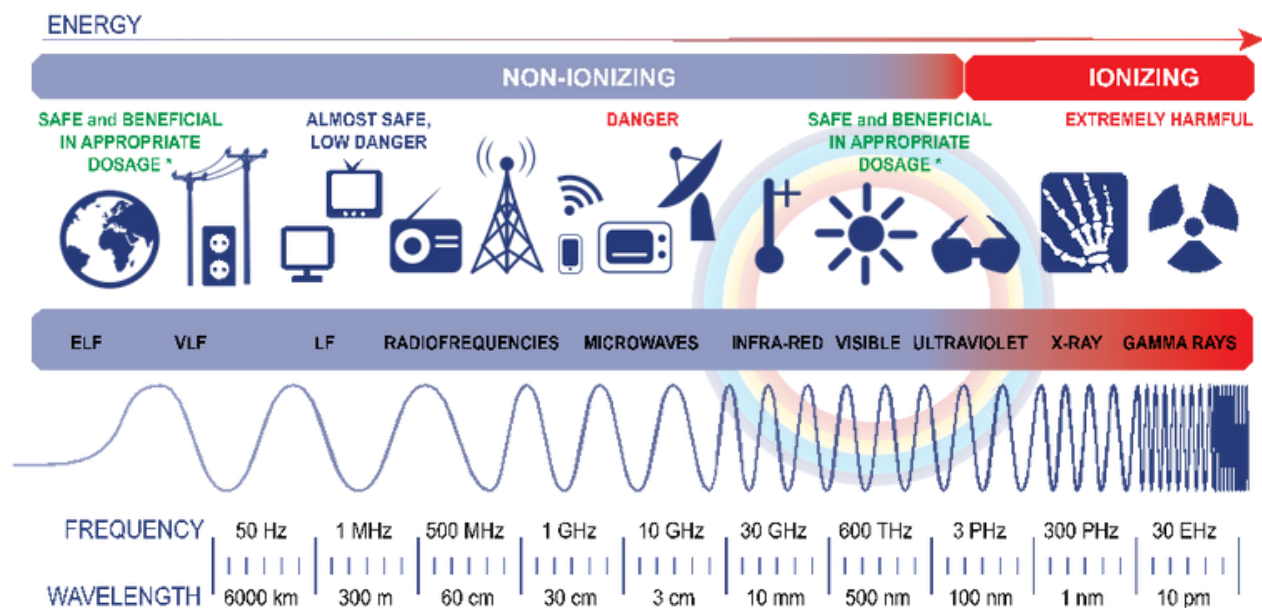 ENERGY
NON-IONIZING
IONIZING
SAFE and BENEFICIAL
IN APPROPRIATE
DOSAGE *
ALMOST SAFE,
LOW DANGER
DANGER
SAFE and BENEFICIAL
IN APPROPRIATE
DOSAGE *
EXTREMELY HARMFUL
ELF VLF LF RADIOFREQUENCIES MICROWAVES INFRA-RED VISIBLE ULTRAVIOLET X-RAY GAMMA RAYS
FREQUENCY 50 Hz 1 MHz 500 MHz 1 GHz 10 GHz 30 GHz 600 THz 3 PHz 300 PHz 30 EHz
WAVELENGTH 6000 km 300 m 60 cm 30 cm 3 cm 10 mm 500 nm 100 nm 1 nm 10 pm